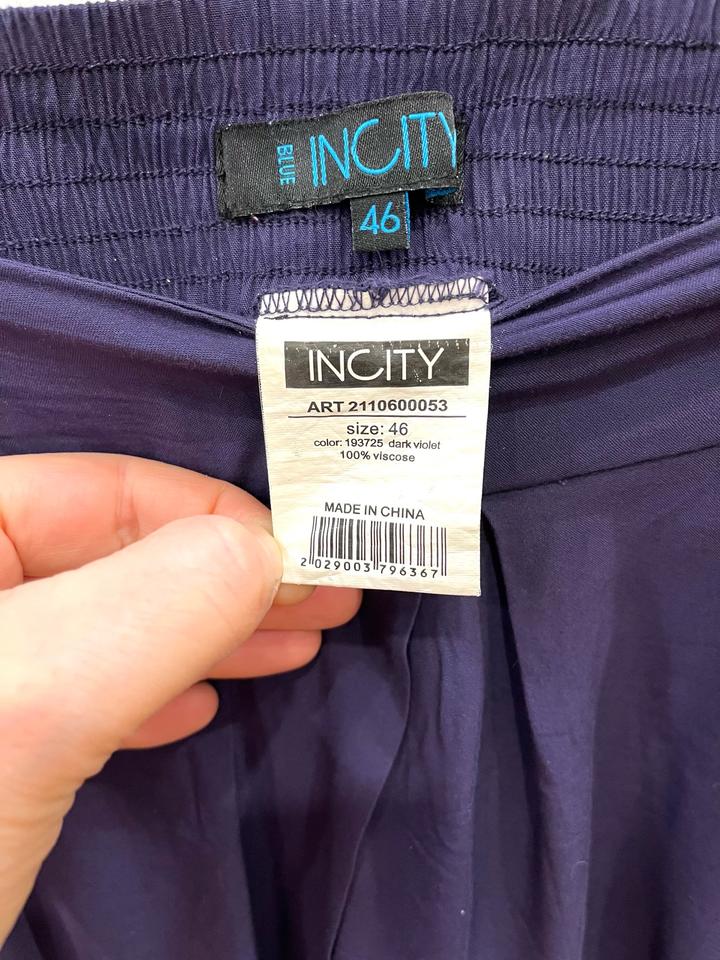 BLUE INCITY
46
INCITY
ART 2110600053
size: 46
color: 193725 dark violet
100% viscose
MADE IN CHINA
2 029003 796367